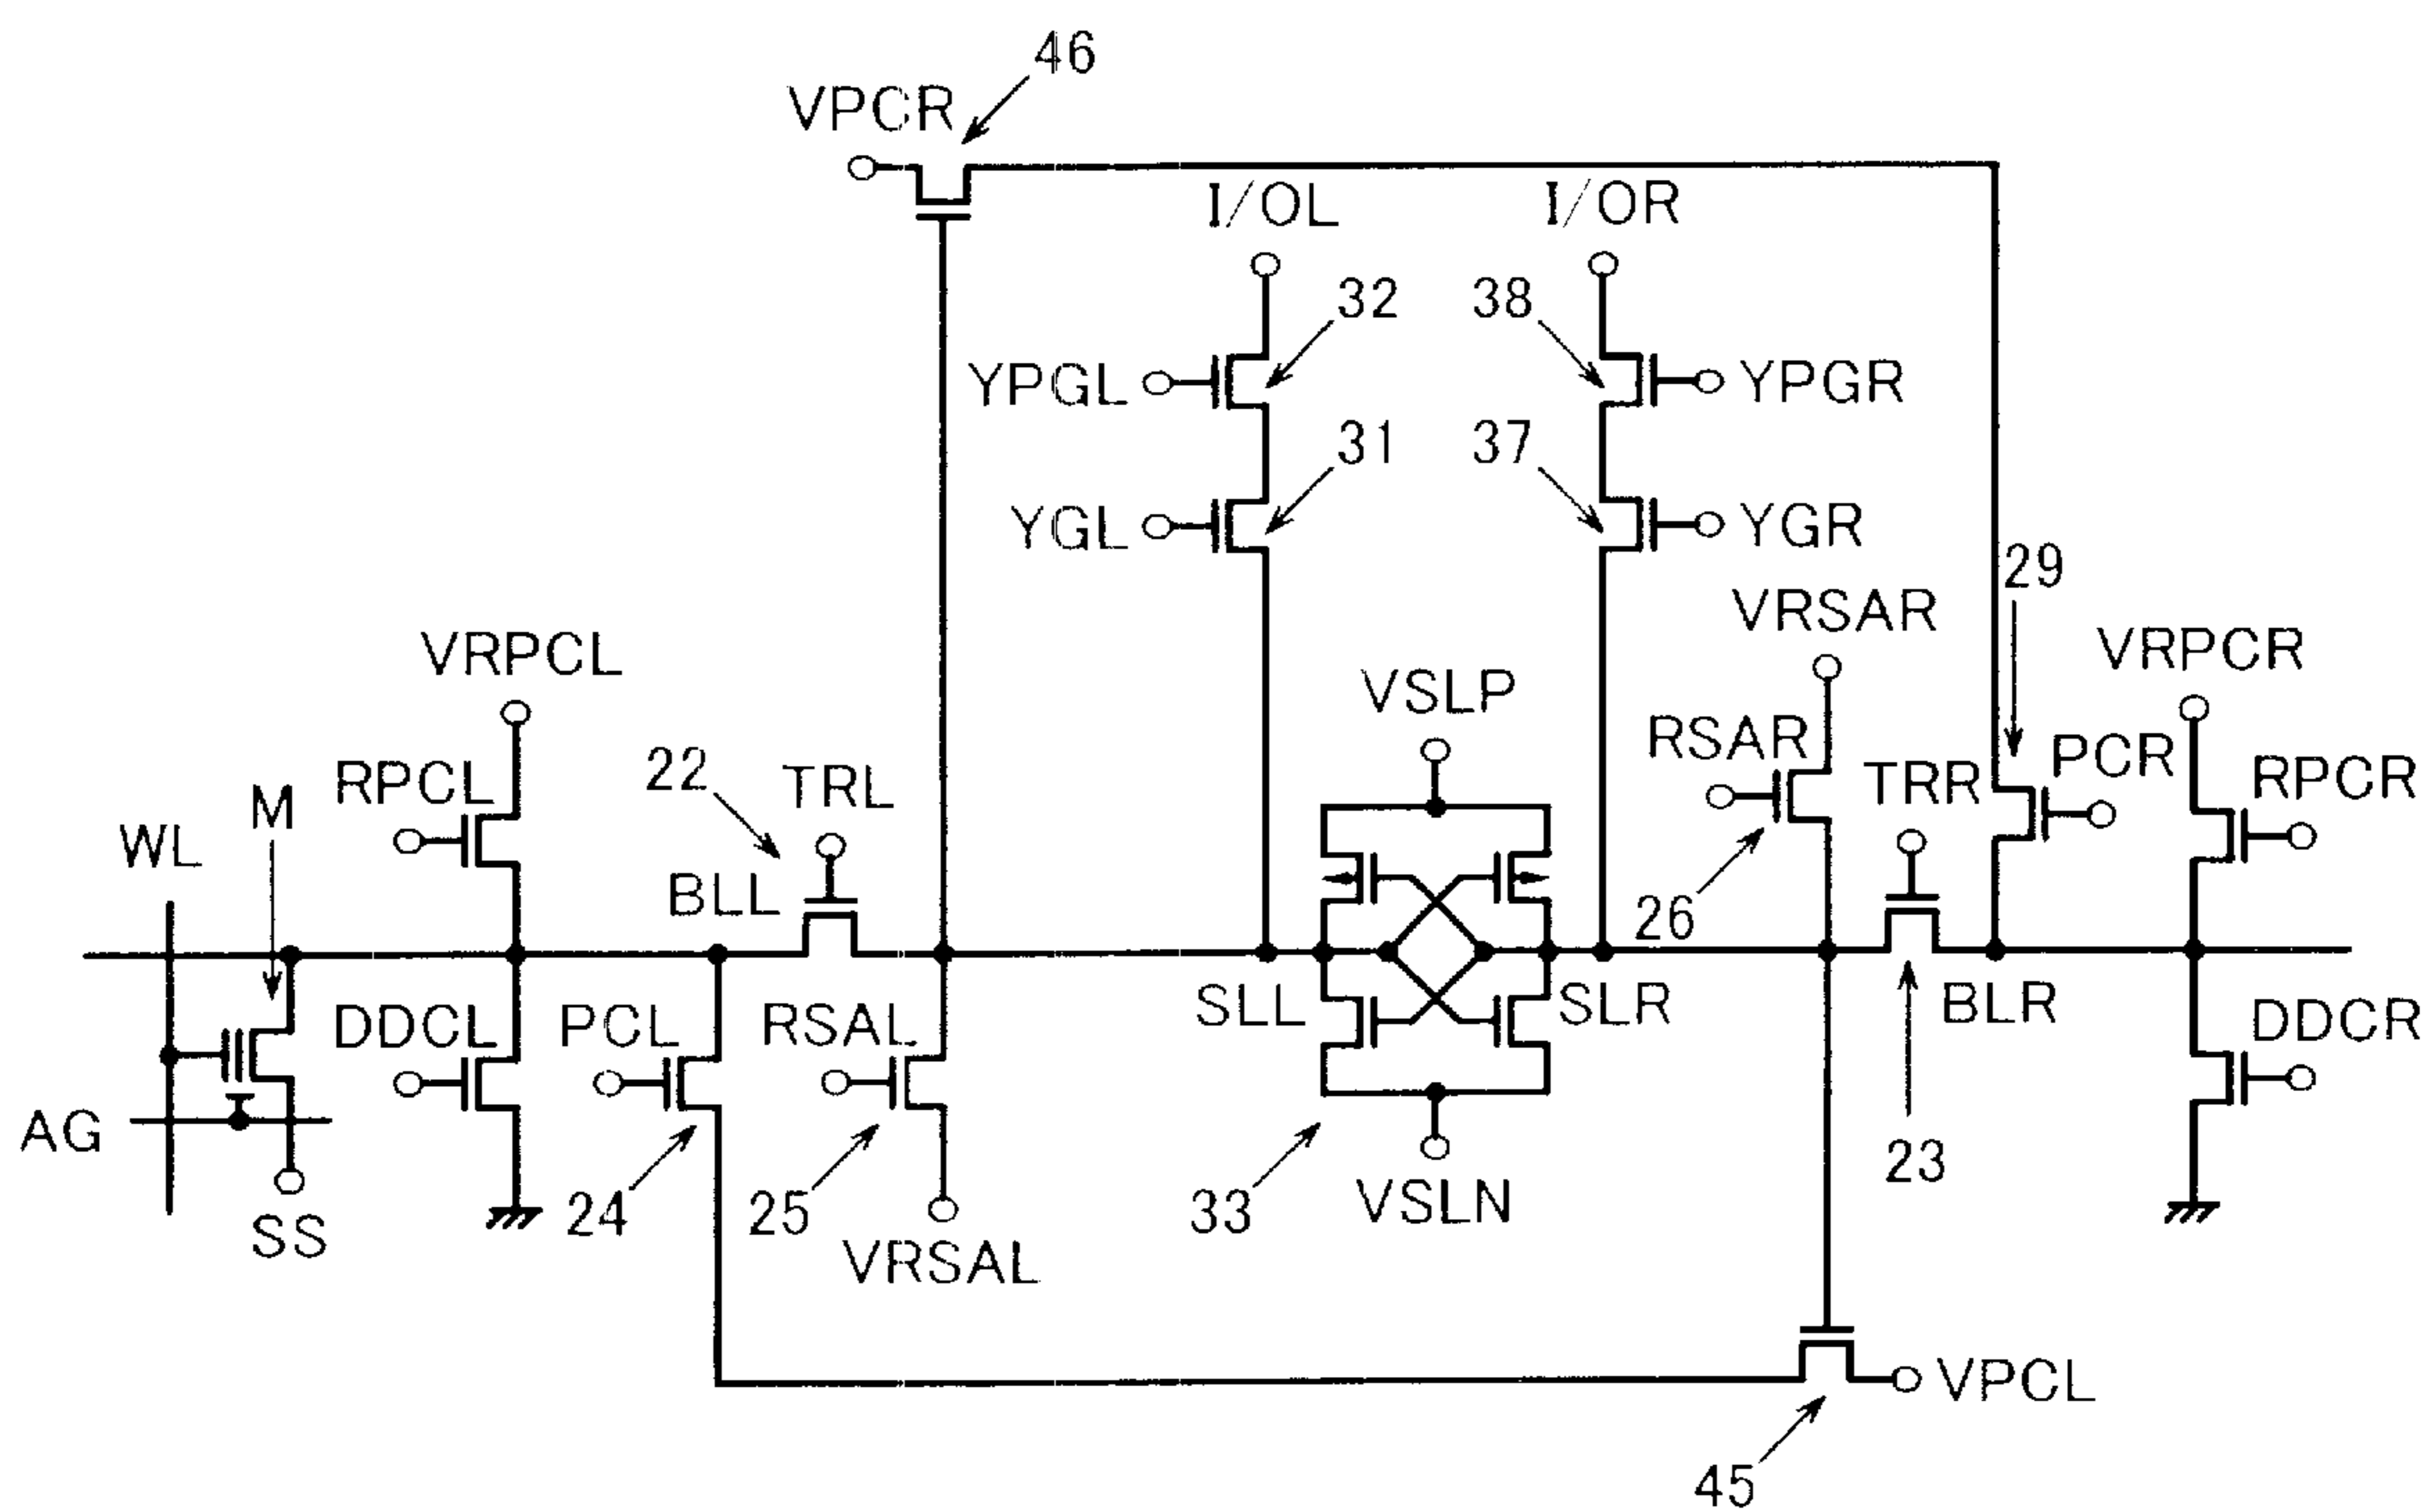 46
VPCR
I/OL
I/OR
32
38
YPGL
YPGR
31
37
YGL
YGR
29
VRSAR
VRPCL
VRPCR
VSLP
RSAR
PCR
22
TRL
TRR
RPCR
RPCL
M
WL
BLL
26
SLL
SLR
BLR
DDCL
PCL
RSAL
DDCR
AG
23
24
25
33
VSLN
SS
VRSAL
VPCL
45